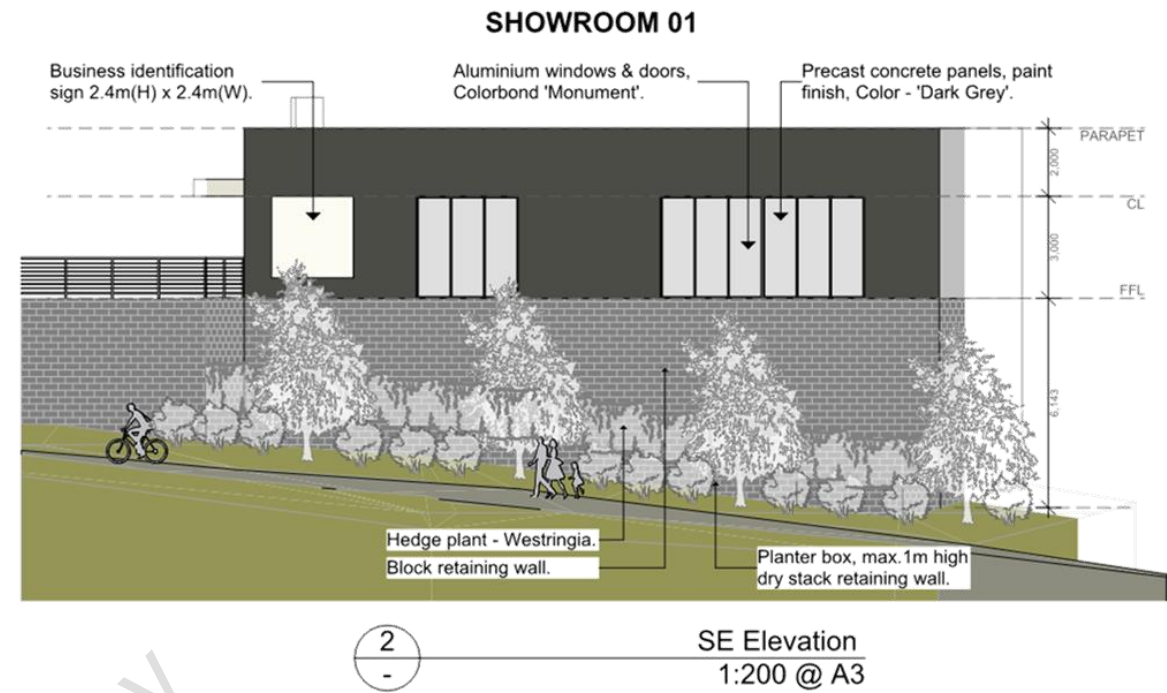 SHOWROOM 01
Business identification
sign 2.4m(H) x 2.4m(W).
Aluminium windows & doors,
Colorbond 'Monument'.
Precast concrete panels, paint
finish, Color - 'Dark Grey'.
PARAPET
2,000
CL
3,000
FFL
6,143
Hedge plant - Westringia.
Block retaining wall.
Planter box, max.1m high
dry stack retaining wall.
2
-
SE Elevation
1:200 @ A3
y